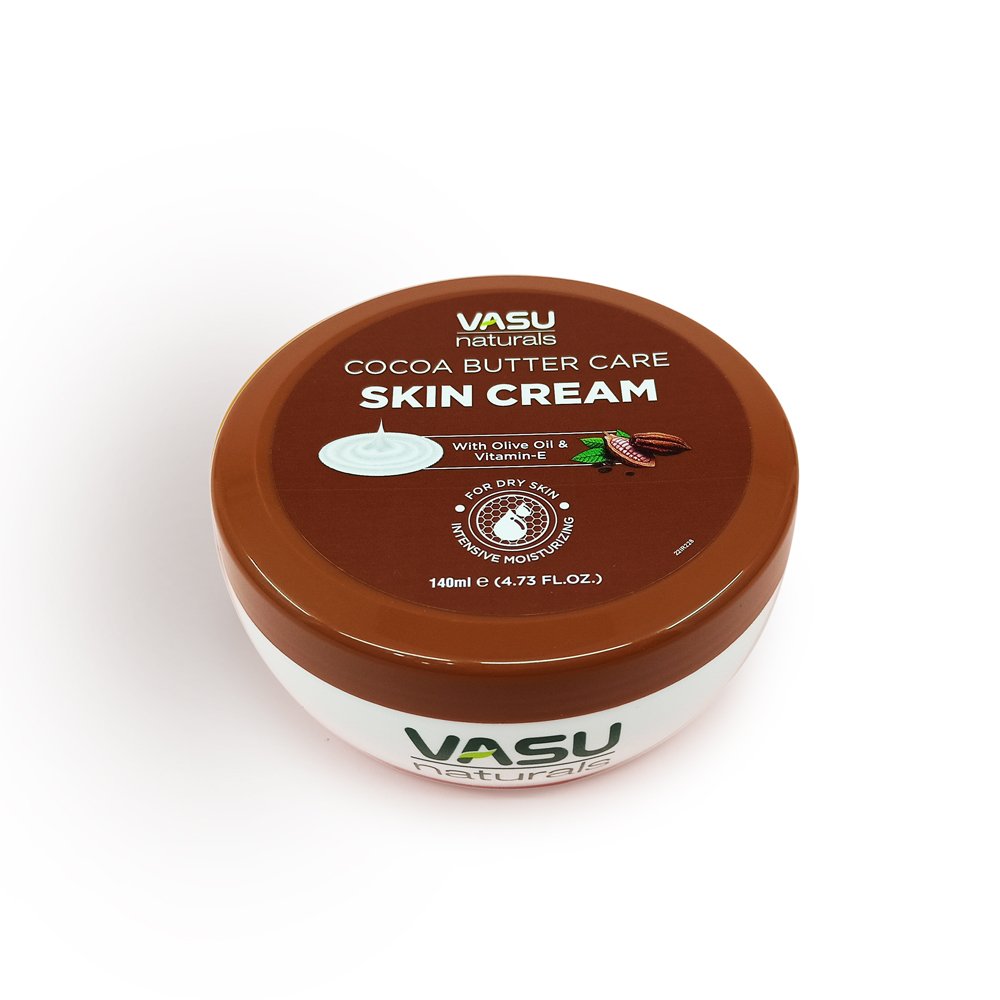 VASU
naturals
COCOA BUTTER CARE
SKIN CREAM
With Olive Oil &
Vitamin-E
FOR DRY SKIN
INTENSIVE MOISTURIZING
140ml e (4.73 FL.OZ.)
VASU
naturals